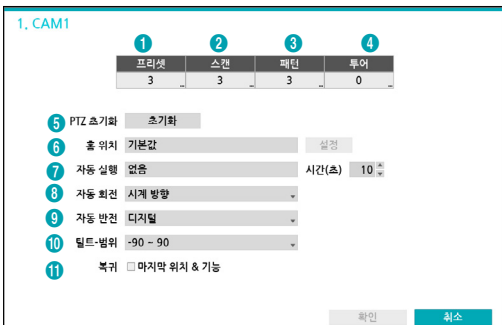 1. CAM1
1 2 3 4
프리셋 스캔 패턴 투어
3 ... 3 ... 3 ... 0 ...
5 PTZ 초기화 초기화
6 홈 위치 기본값 설정
7 자동 실행 없음 시간(초) 10
8 자동 회전 시계 방향
9 자동 반전 디지털
10 틸트-범위 -90 ~ 90
11 복귀 마지막 위치 & 기능
확인 취소